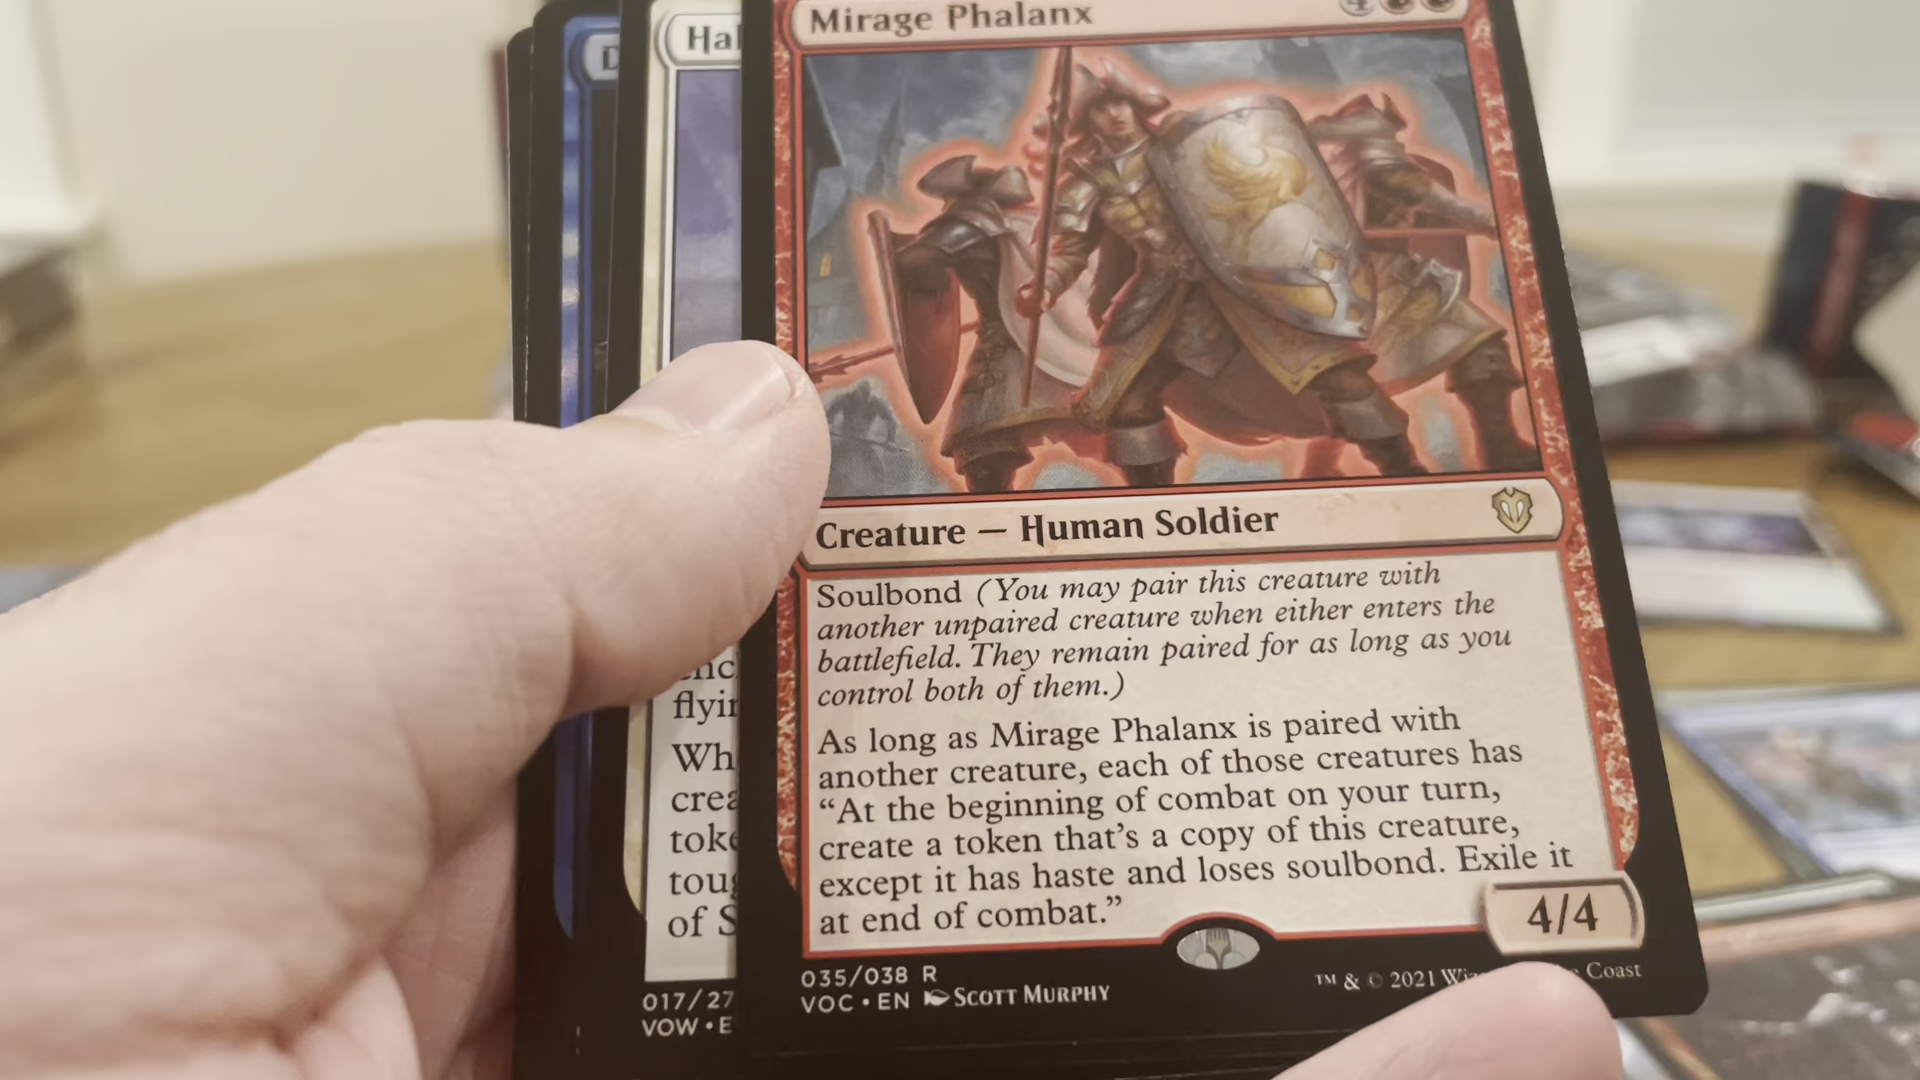 Mirage Phalanx
4
Creature — Human Soldier
Soulbond (You may pair this creature with
another unpaired creature when either enters the
battlefield. They remain paired for as long as you
control both of them.)
As long as Mirage Phalanx is paired with
another creature, each of those creatures has
“At the beginning of combat on your turn,
create a token that's a copy of this creature,
except it has haste and loses soulbond. Exile it
at end of combat.”
4/4
035/038 R
VOC • EN SCOTT MURPHY
™ & © 2021 Wiz Coast
D
Hal
flyin
Wh
crea
toke
toug
of S
017/27
VOW • E